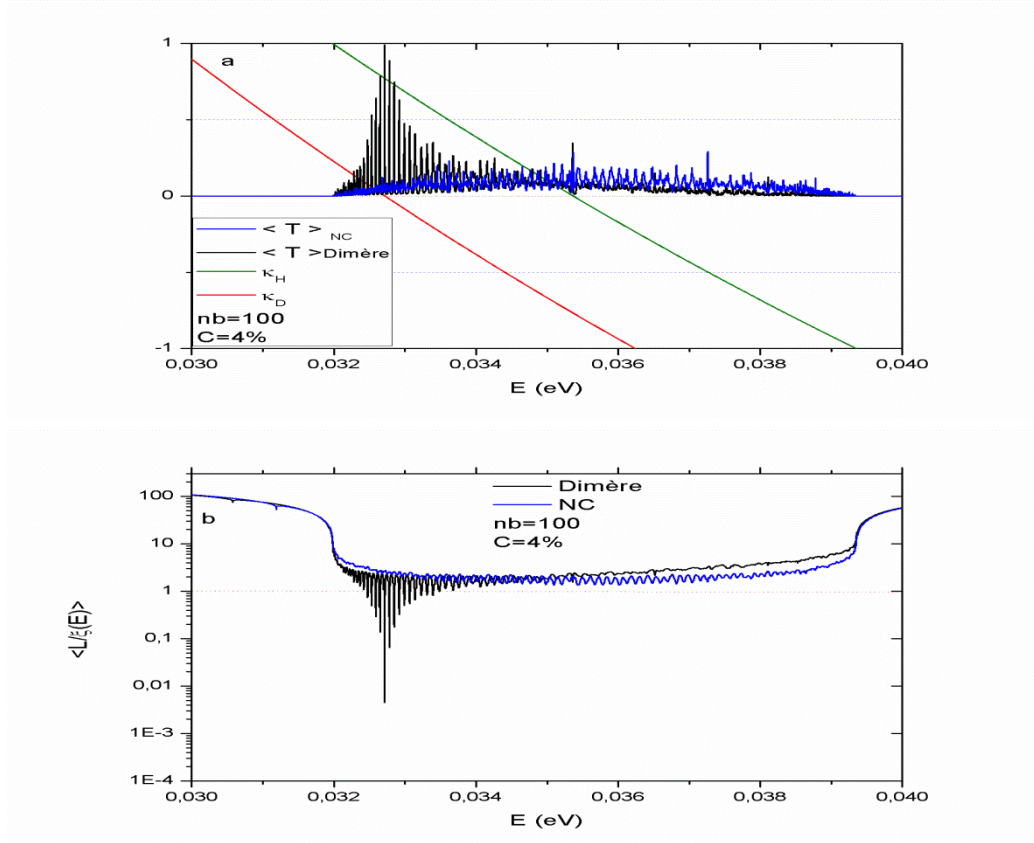 1
a
0
-1
< T > NC
< T >Dimère
κH
κD
nb=100
C=4%
0,030 0,032 0,034 0,036 0,038 0,040
E (eV)
100
10
1
0,1
0,01
1E-3
1E-4
b
Dimère
NC
nb=100
C=4%
<L/ξ(E)>
0,030 0,032 0,034 0,036 0,038 0,040
E (eV)